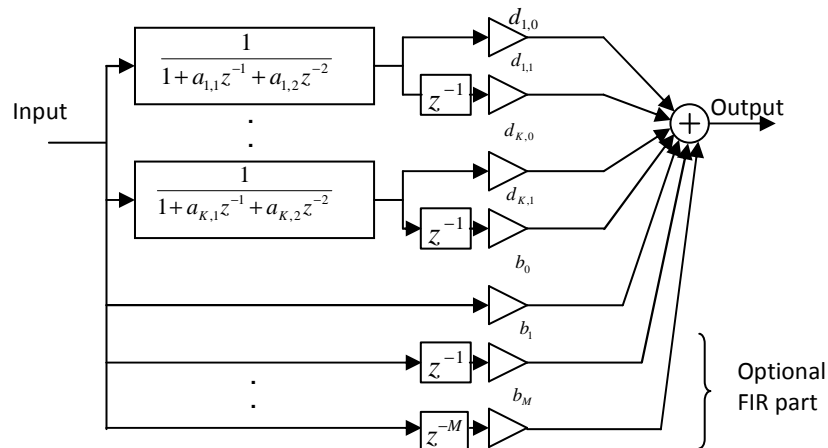 d_{1,0}
\frac{1}{1+a_{1,1}z^{-1}+a_{1,2}z^{-2}}
d_{1,1}
z^{-1}
Input
Output
+
:
d_{K,0}
\frac{1}{1+a_{K,1}z^{-1}+a_{K,2}z^{-2}}
d_{K,1}
z^{-1}
b_0
b_1
z^{-1}
:
b_M
z^{-M}
Optional
FIR part